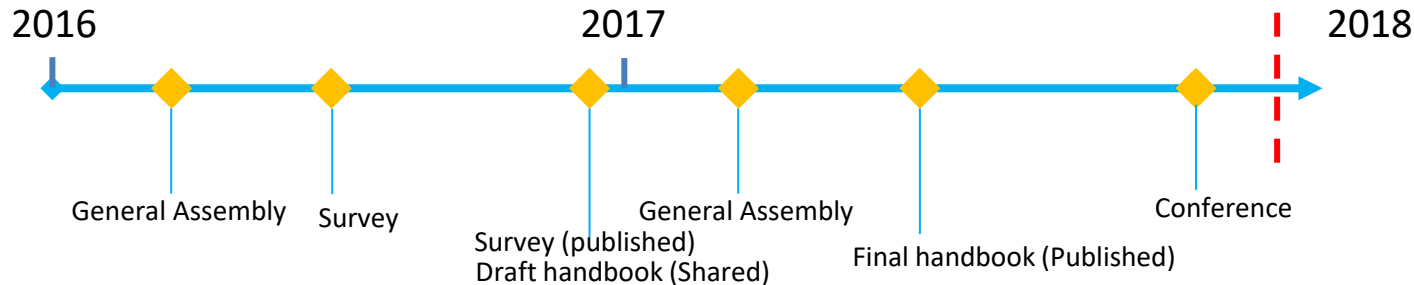 2016
2017
2018
General Assembly
Survey
Survey (published)
Draft handbook (Shared)
General Assembly
Final handbook (Published)
Conference